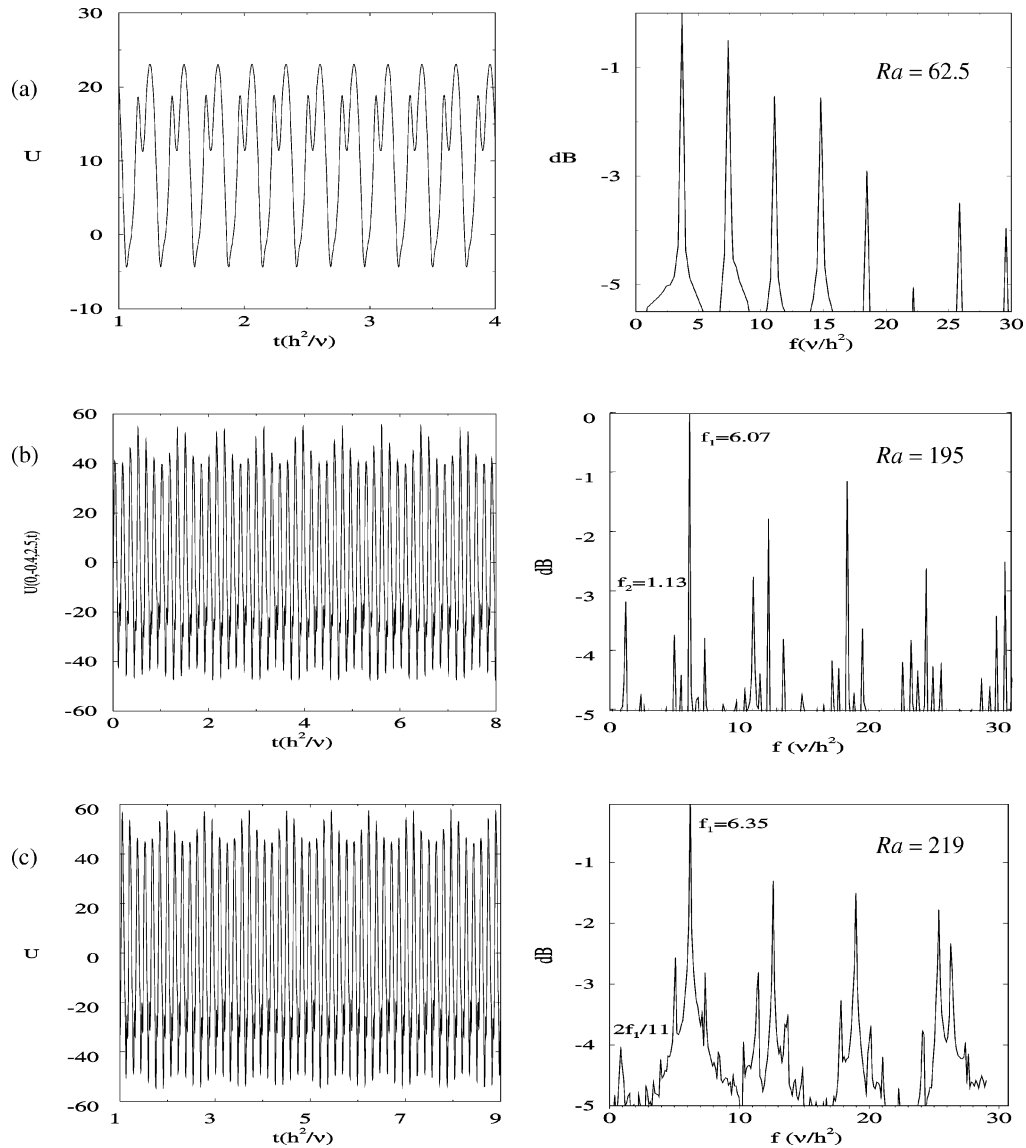 (a)
U
30
20
10
0
-10
1
2
3
4
t(h²/ν)
dB
-1
-3
-5
Ra = 62.5
0
5
10
15
20
25
30
f(ν/h²)
(b)
U(0,-0.4,2.5,t)
60
40
20
0
-20
-40
-60
0
2
4
6
8
t(h²/ν)
dB
0
-1
-2
-3
-4
-5
f₁=6.07
Ra = 195
f₂=1.13
0
10
20
30
f (ν/h²)
(c)
U
60
40
20
0
-20
-40
-60
1
3
5
7
9
t(h²/ν)
dB
-1
-2
-3
-4
-5
f₁=6.35
Ra = 219
2f₁/11
0
10
20
30
f (ν/h²)